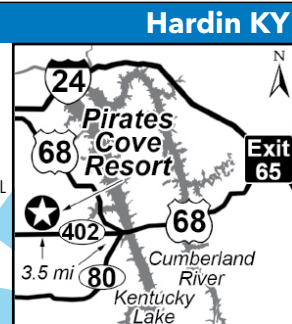 Hardin KY
N
24
Pirates
Cove
Resort
68
Exit
65
L
68
402
Cumberland
River
3.5 mi
80
Kentucky
Lake